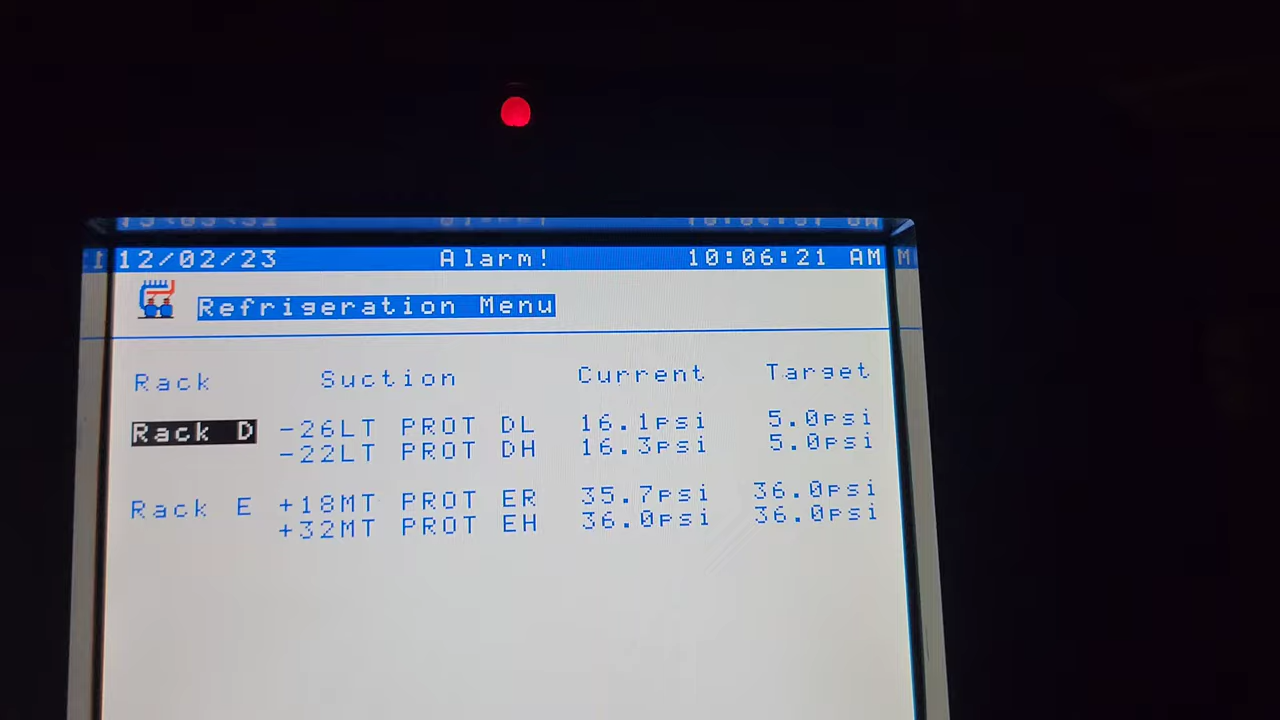 12/02/23 Alarm! 10:06:21 AM
Refrigeration Menu
Rack Suction Current Target
Rack D -26LT PROT DL 16.1psi 5.0psi
-22LT PROT DH 16.3psi 5.0psi
Rack E +18MT PROT ER 35.7psi 36.0psi
+32MT PROT EH 36.0psi 36.0psi